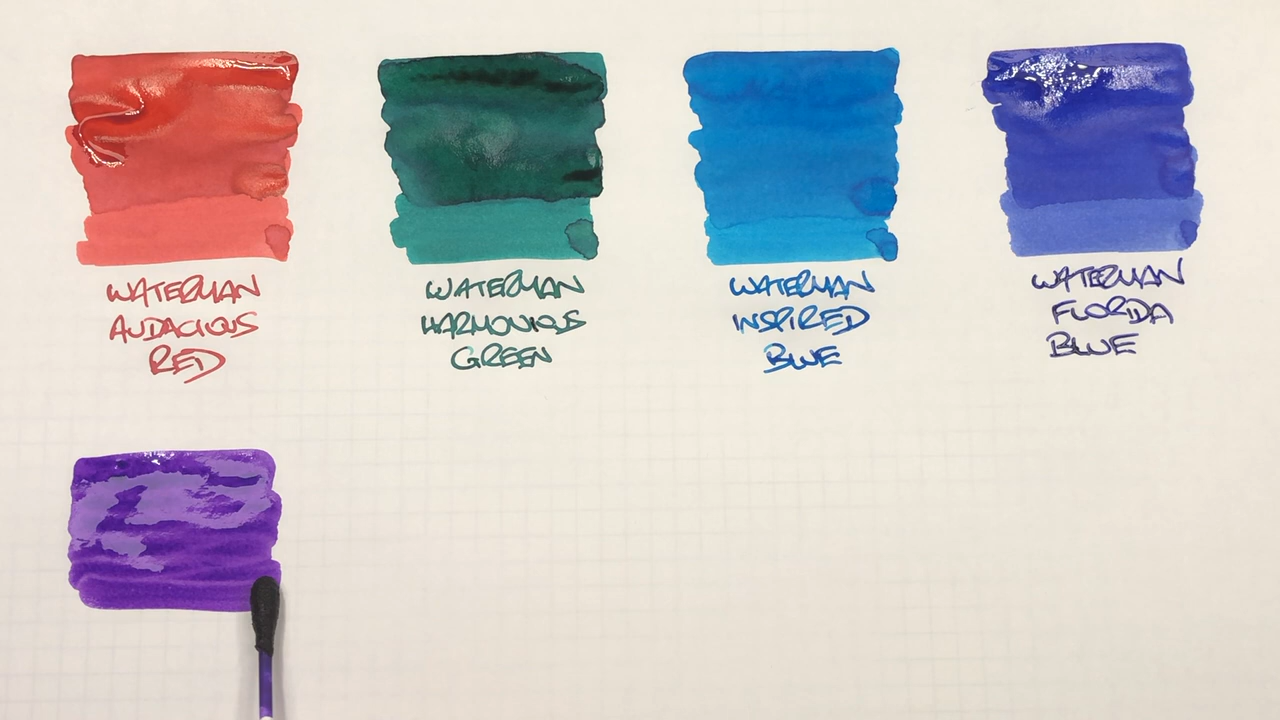 WATERMAN
AUDACIOUS
RED
WATERMAN
HARMONIOUS
GREEN
WATERMAN
INSPIRED
BLUE
WATERMAN
FLORIDA
BLUE